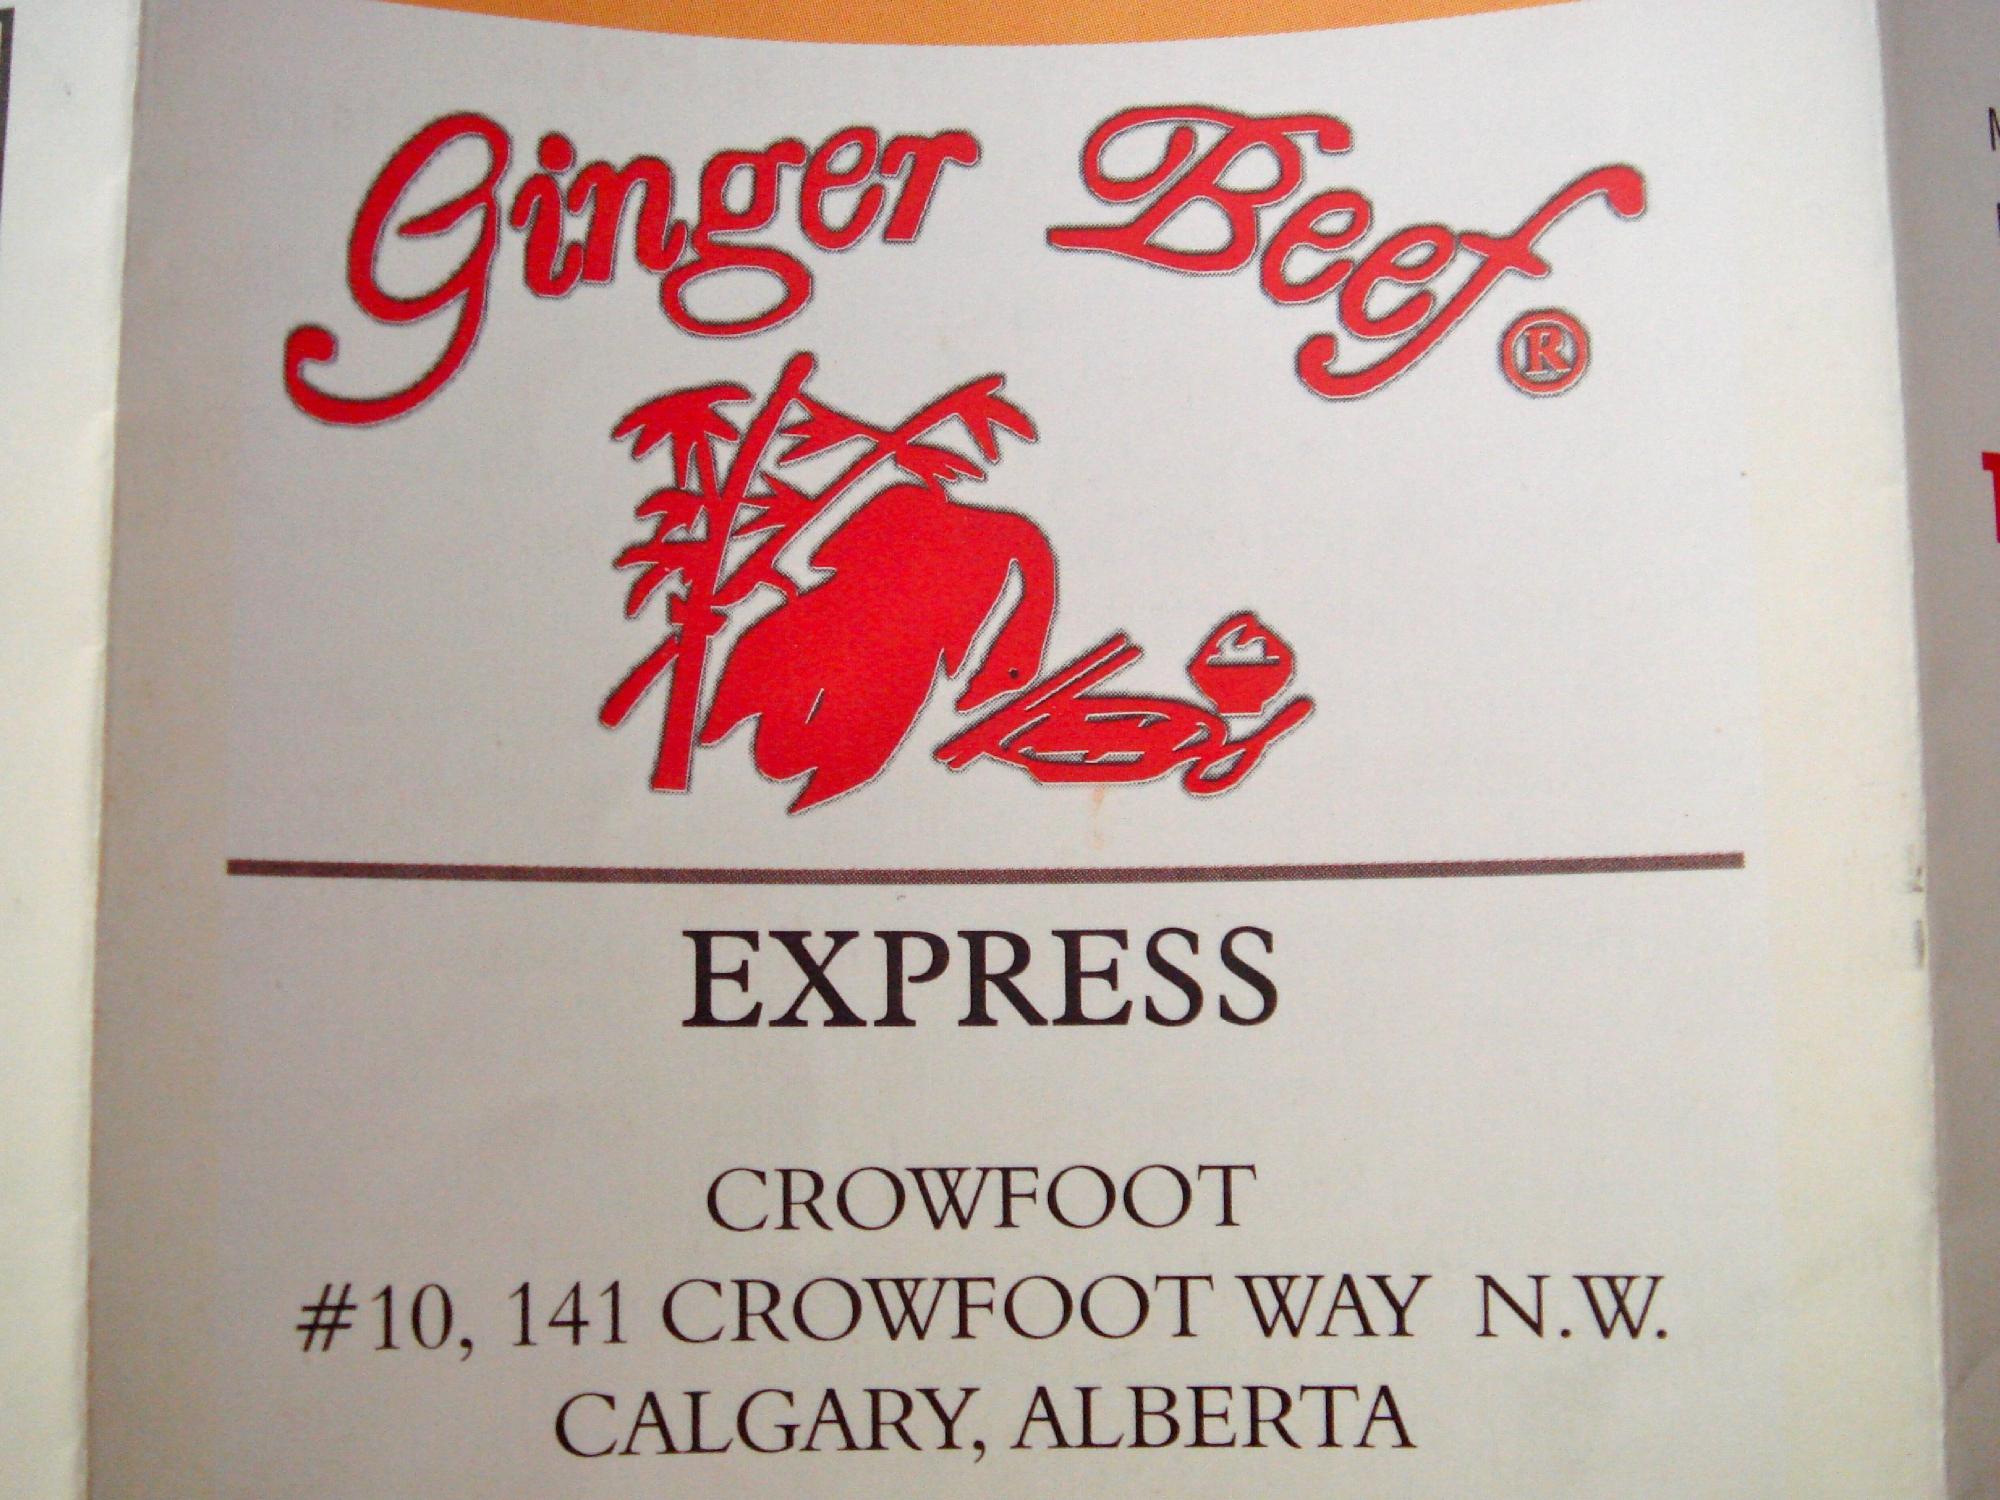 Ginger Beef®
EXPRESS
CROWFOOT
#10, 141 CROWFOOT WAY N.W.
CALGARY, ALBERTA